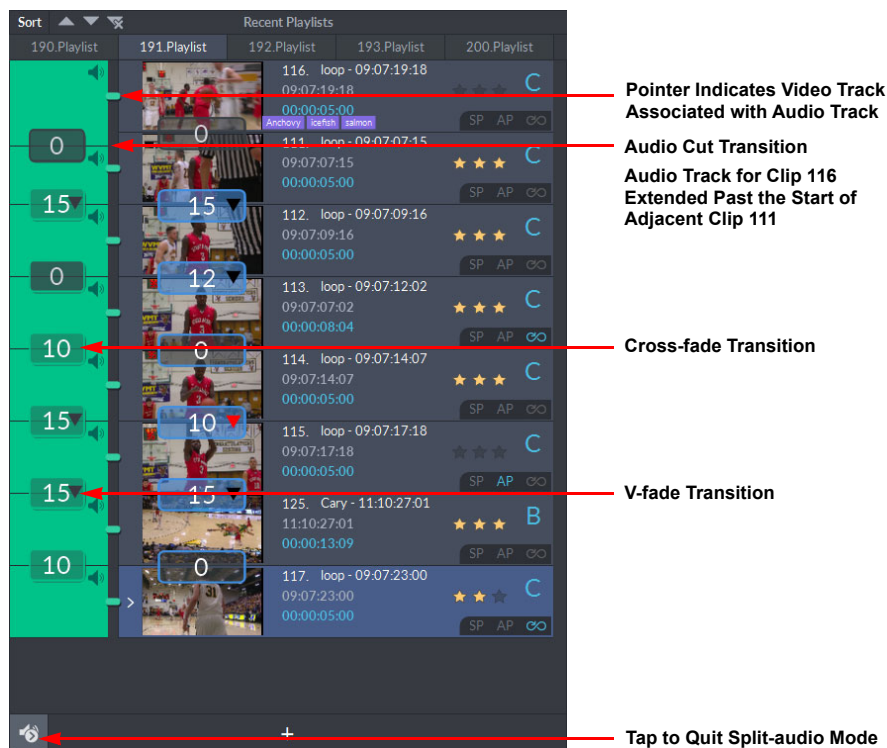 Sort Recent Playlists
190.Playlist 191.Playlist 192.Playlist 193.Playlist 200.Playlist
116. loop - 09:07:19:18
09:07:19:18 C
00:00:05:00
Anchovy icefish salmon SP AP
0
Pointer Indicates Video Track
Associated with Audio Track
111. loop - 09:07:07:15
0
09:07:07:15 C
00:00:05:00
SP AP
Audio Cut Transition
Audio Track for Clip 116
Extended Past the Start of
Adjacent Clip 111
15 15
112. loop - 09:07:09:16
09:07:09:16 C
00:00:05:00
SP AP
0 12
113. loop - 09:07:12:02
09:07:07:02 C
00:00:08:04
SP AP
10 0
Cross-fade Transition
114. loop - 09:07:14:07
09:07:14:07 C
00:00:05:00
SP AP
15 10
115. loop - 09:07:17:18
09:07:17:18 C
00:00:05:00
SP AP
15 15
V-fade Transition
125. Cary - 11:10:27:01
11:10:27:01 B
00:00:13:09
SP AP
10 0
117. loop - 09:07:23:00
09:07:23:00 C
00:00:05:00
SP AP
31
+
Tap to Quit Split-audio Mode